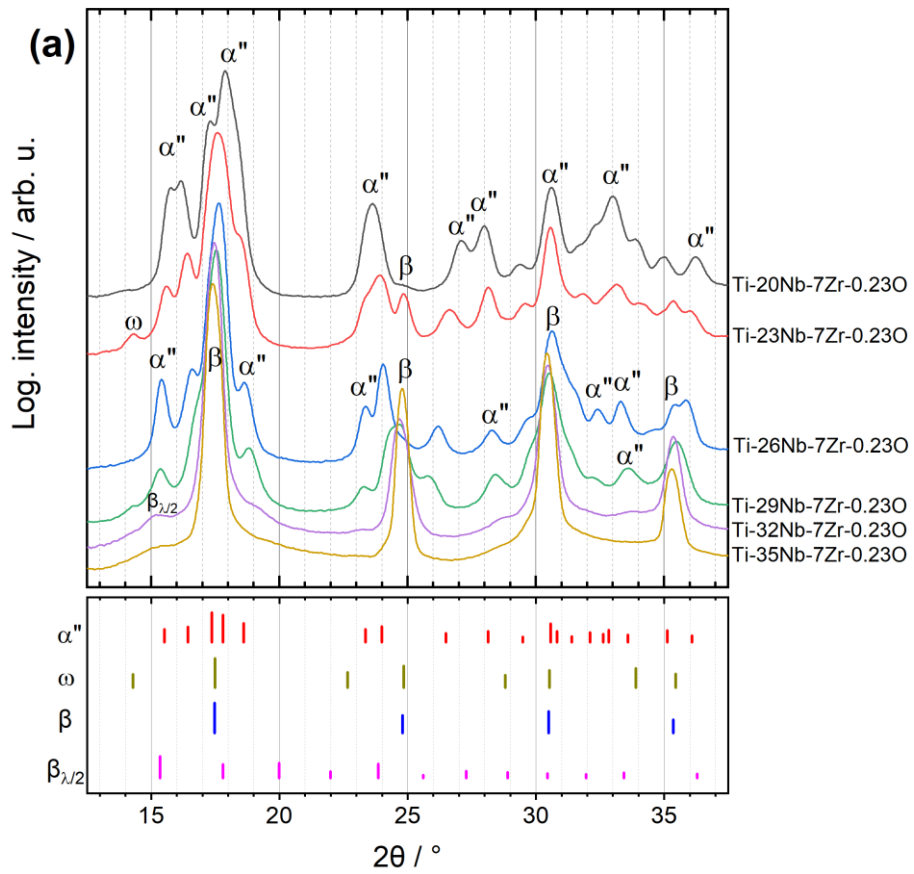 (a)
Log. intensity / arb. u.
α" α" α" α" α" α" α" α" α"
β
ω
α" β α" α" β β α" α" α" β
α"
β_λ/2
Ti-20Nb-7Zr-0.23O
Ti-23Nb-7Zr-0.23O
Ti-26Nb-7Zr-0.23O
Ti-29Nb-7Zr-0.23O
Ti-32Nb-7Zr-0.23O
Ti-35Nb-7Zr-0.23O
α"
ω
β
β_λ/2
15 20 25 30 35
2θ / °